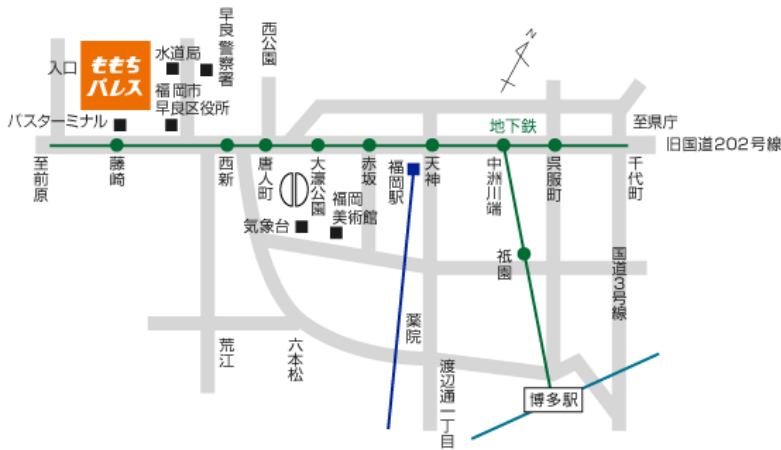 入口
ももち
パレス
水道局
早良警察署
西公園
N
福岡市
早良区役所
バスターミナル
地下鉄
至県庁
旧国道202号線
至前原
藤崎
西新
唐人町
大濠公園
赤坂
福岡駅
天神
中洲川端
呉服町
千代町
福岡
美術館
気象台
祇園
国道3号線
薬院
荒江
六本松
渡辺通一丁目
博多駅